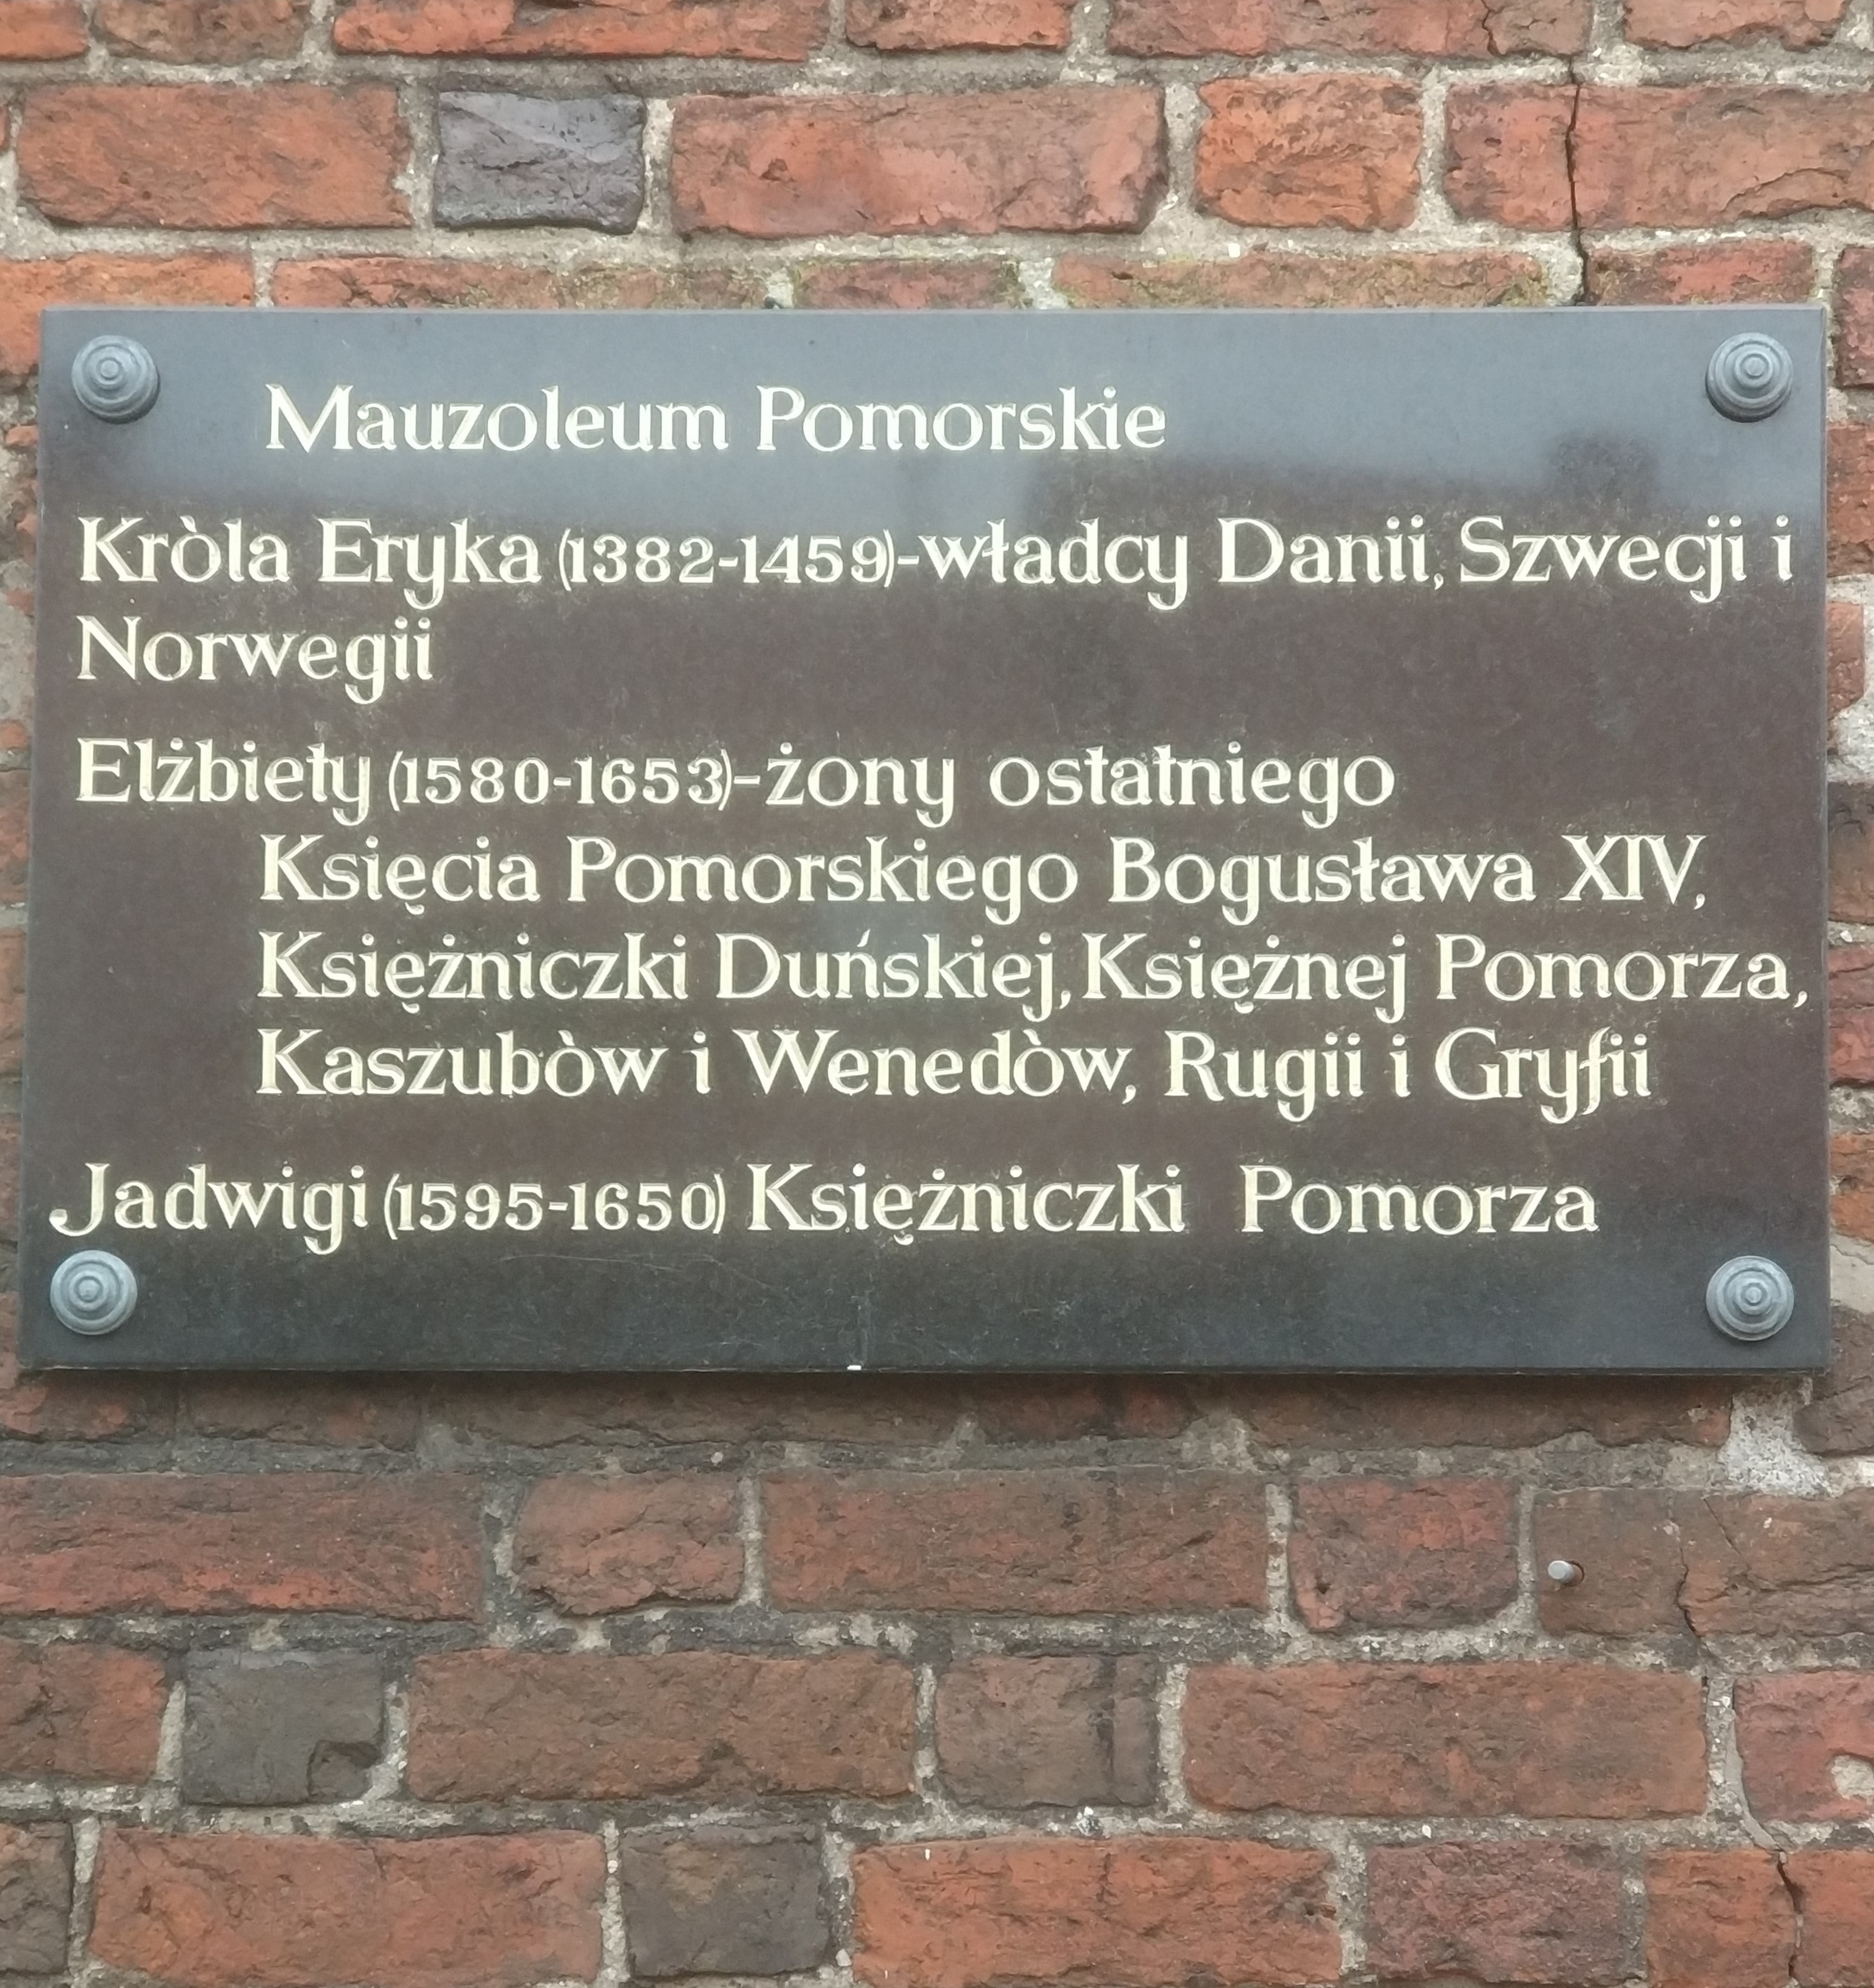 Mauzoleum Pomorskie
Kròla Eryka (1382-1459)-władcy Danii, Szwecji i
Norwegii
Elżbiety (1580-1653)-żony ostatniego
Księcia Pomorskiego Bogusława XIV,
Księżniczki Duńskiej, Księżnej Pomorza,
Kaszubòw i Wenedòw, Rugii i Gryfii
Jadwigi (1595-1650) Księżniczki Pomorza